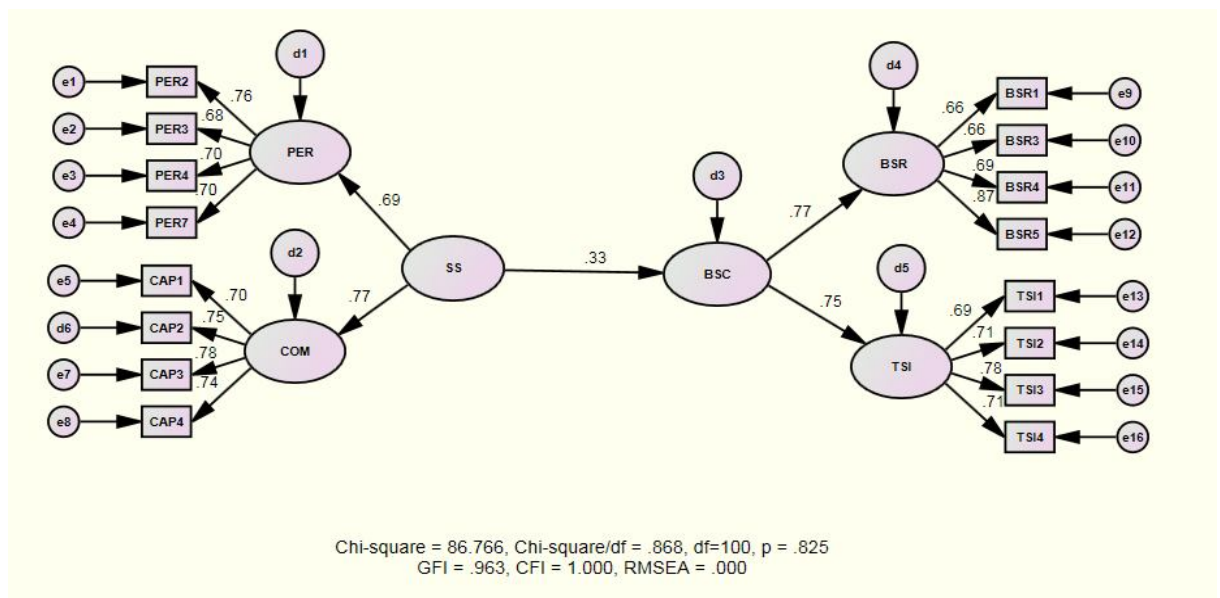 d1
d4
e1 PER2
.76
e2 PER3
.68
PER
e3 PER4
.70
e4 PER7
.70
.69
BSR1 e9
.66
BSR3 e10
.66
BSR
BSR4 e11
.69
BSR5 e12
.87
.77
d3
d2
SS
.33
BSC
d5
e5 CAP1
.70
d6 CAP2
.75
.77
e7 CAP3
.78
COM
e8 CAP4
.74
.75
TSI1 e13
.69
TSI2 e14
.71
TSI
TSI3 e15
.78
TSI4 e16
.71
Chi-square = 86.766, Chi-square/df = .868, df=100, p = .825
GFI = .963, CFI = 1.000, RMSEA = .000